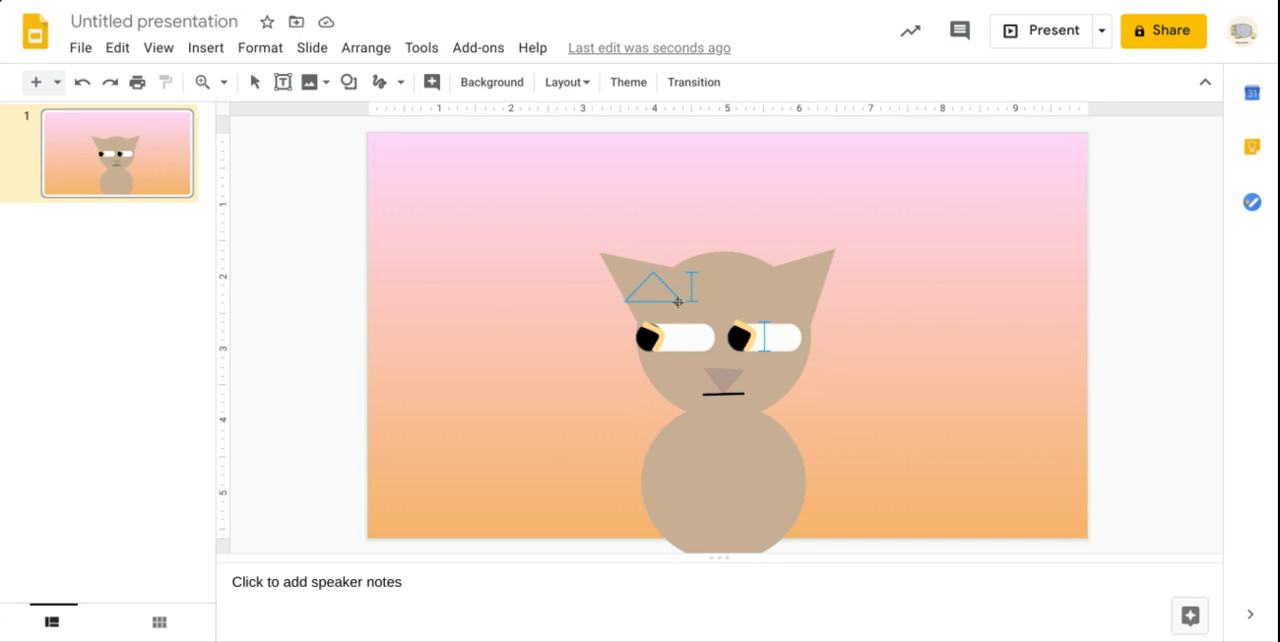 Untitled presentation
File Edit View Insert Format Slide Arrange Tools Add-ons Help Last edit was seconds ago
Present
Share
Background Layout Theme Transition
1 2 3 4 5 6 7 8 9
1
1
2
3
4
5
31
Click to add speaker notes